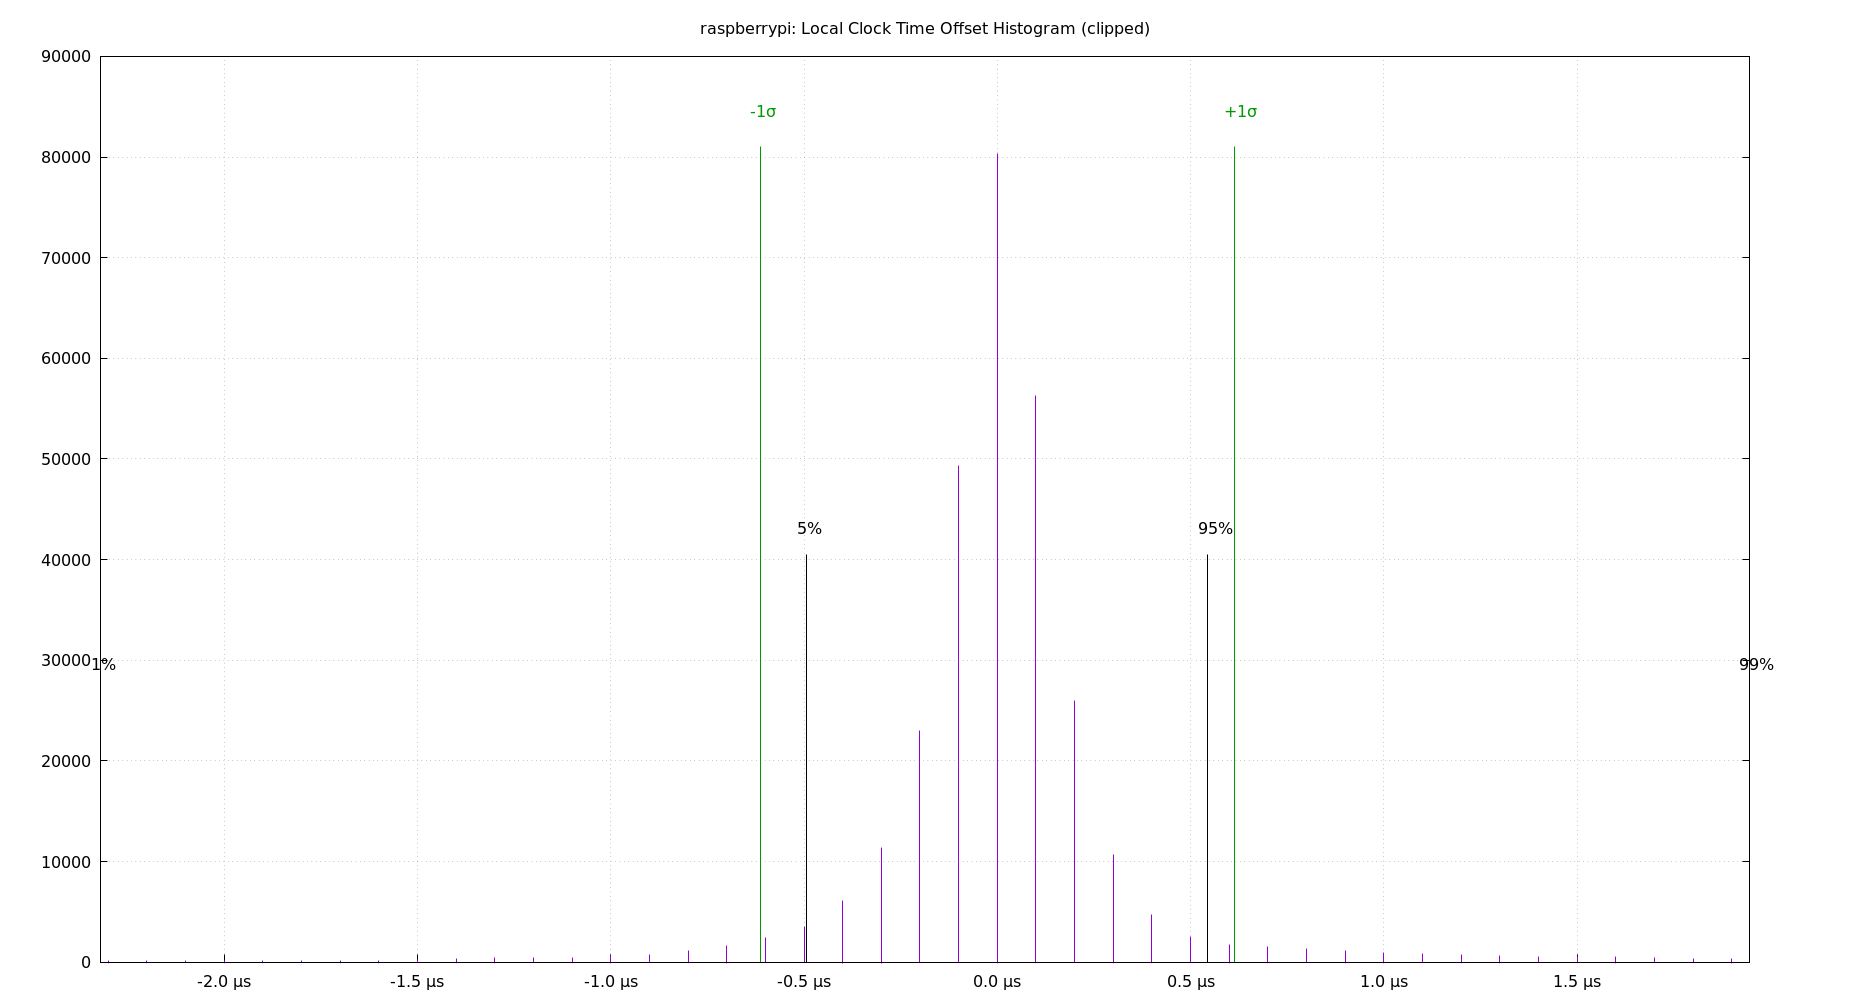 raspberrypi: Local Clock Time Offset Histogram (clipped)
90000
-1σ +1σ
80000
70000
60000
50000
5% 95%
40000
30000 1% 99%
20000
10000
0
-2.0 µs -1.5 µs -1.0 µs -0.5 µs 0.0 µs 0.5 µs 1.0 µs 1.5 µs